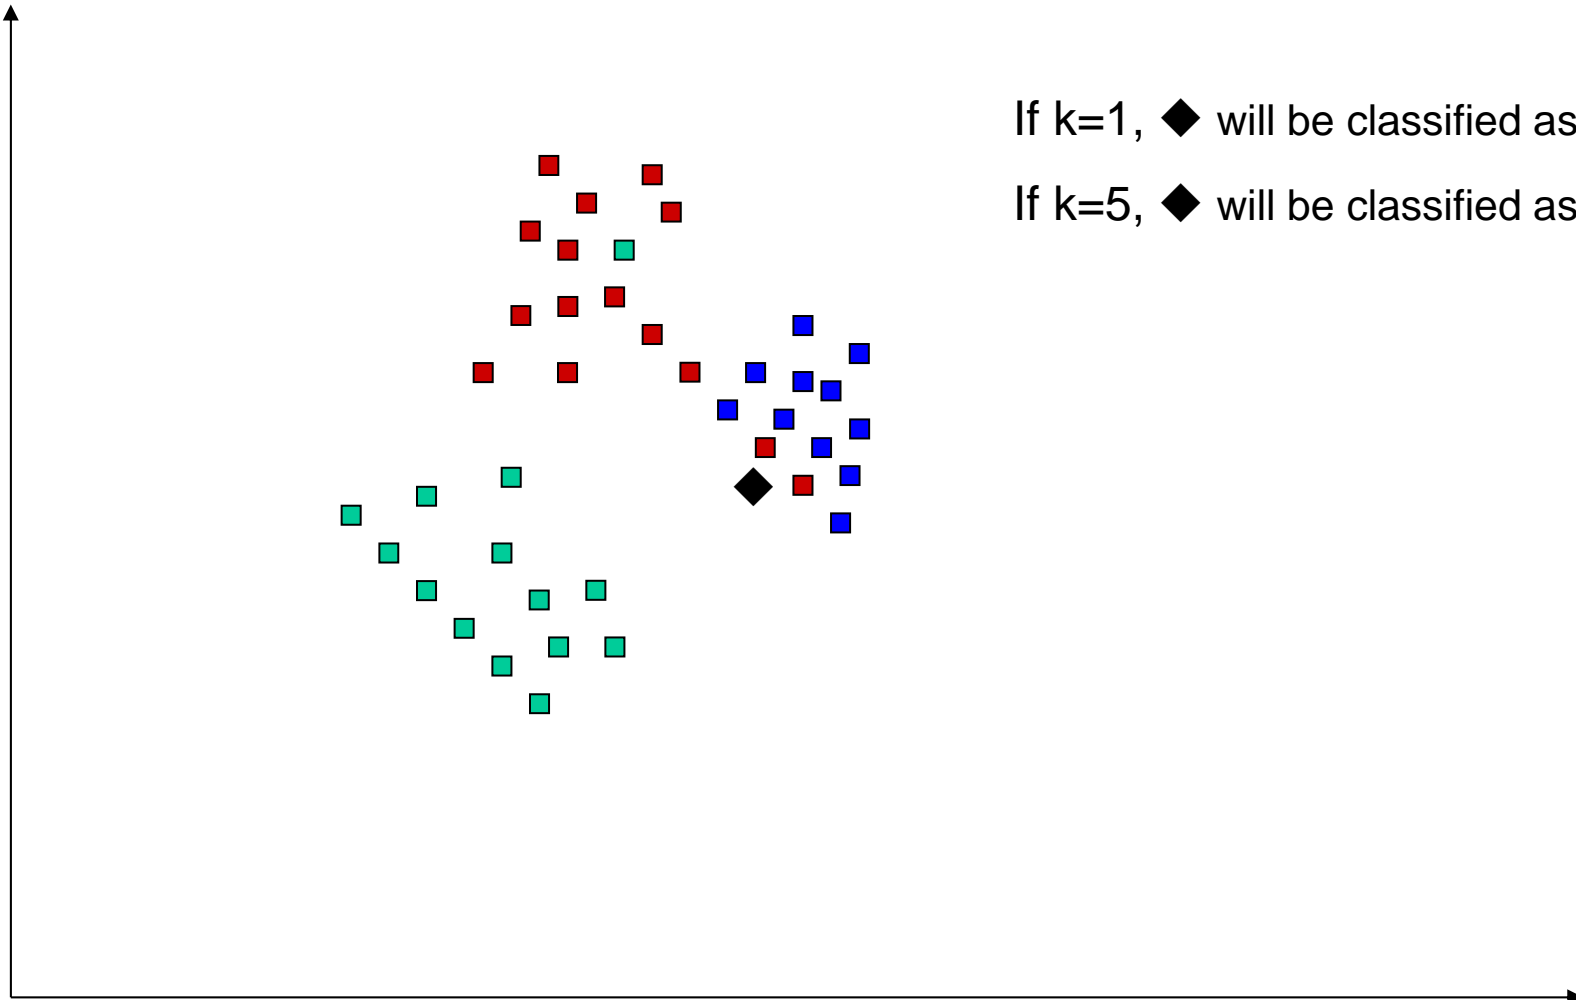 If k=1, ◆ will be classified as
If k=5, ◆ will be classified as